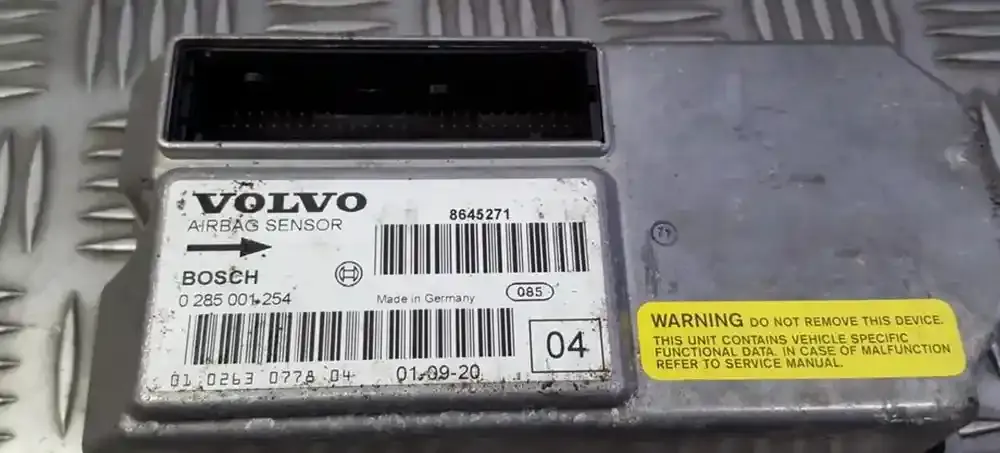 VOLVO
AIRBAG SENSOR
8645271
BOSCH
0 285 001 254
Made in Germany
085
01 0263 0778 04
01-09-20
04
WARNING DO NOT REMOVE THIS DEVICE.
THIS UNIT CONTAINS VEHICLE SPECIFIC
FUNCTIONAL DATA. IN CASE OF MALFUNCTION
REFER TO SERVICE MANUAL.